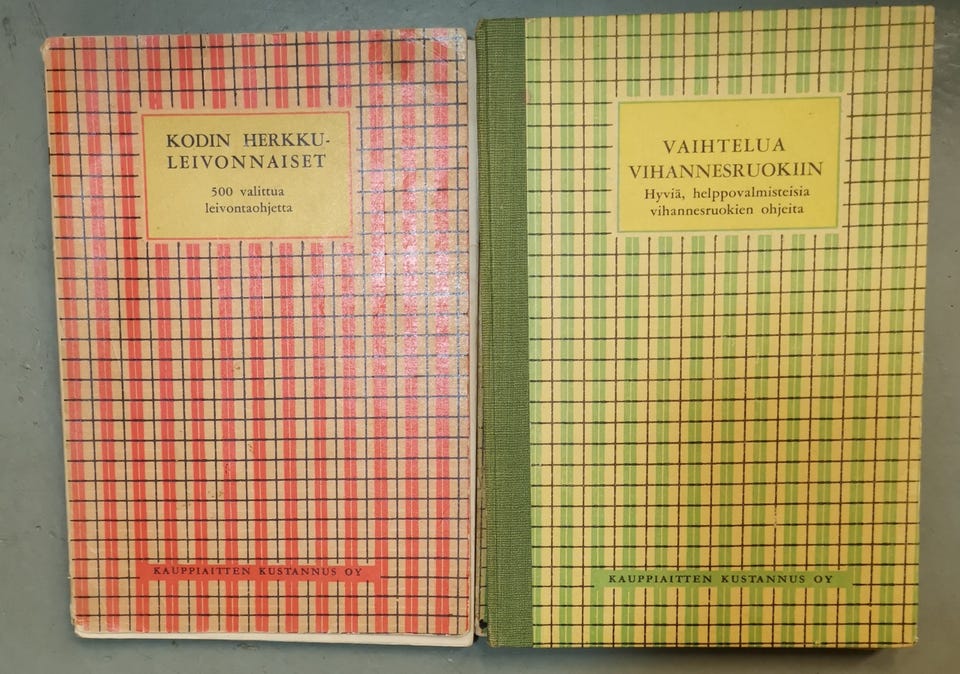 KODIN HERKKU-
LEIVONNAISET
500 valittua
leivontaohjetta
KAUPPIAITTEN KUSTANNUS OY
VAIHTELUA
VIHANNESRUOKIIN
Hyviä, helppovalmisteisia
vihannesruokien ohjeita
KAUPPIAITTEN KUSTANNUS OY